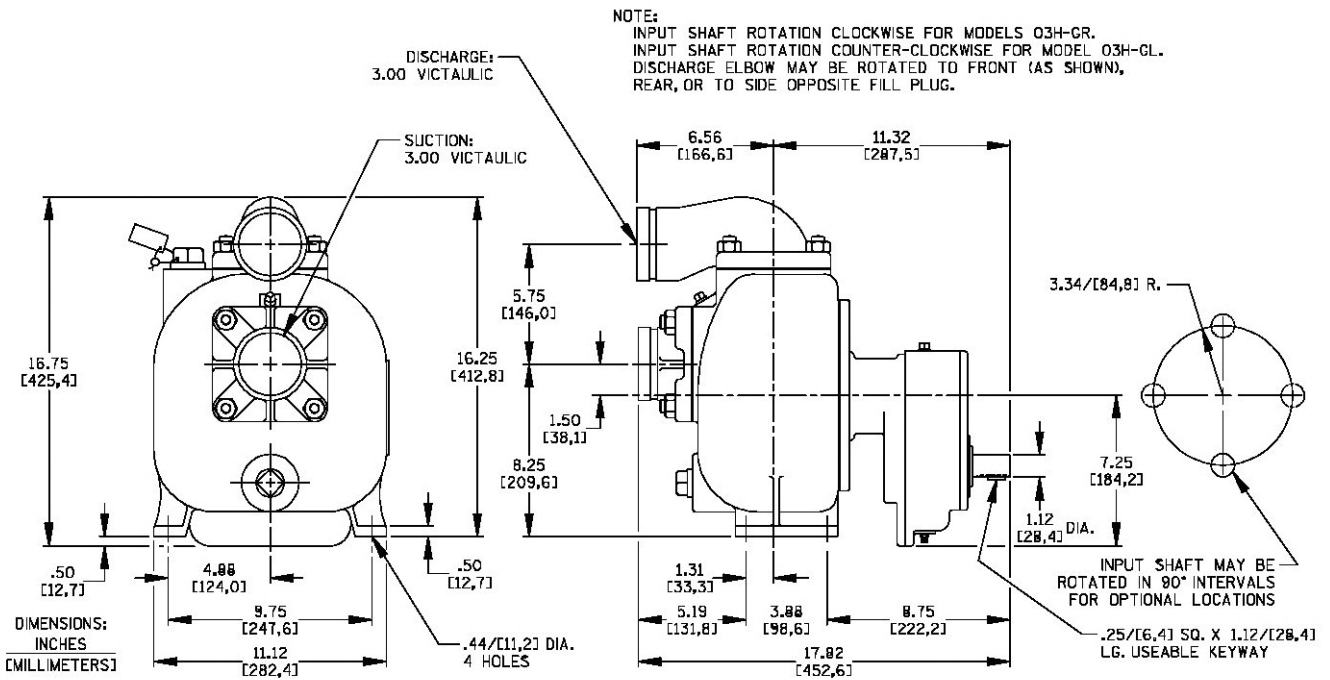 NOTE:
INPUT SHAFT ROTATION CLOCKWISE FOR MODELS 03H-GR.
INPUT SHAFT ROTATION COUNTER-CLOCKWISE FOR MODEL 03H-GL.
DISCHARGE ELBOW MAY BE ROTATED TO FRONT (AS SHOWN),
REAR, OR TO SIDE OPPOSITE FILL PLUG.
DISCHARGE:
3.00 VICTAULIC
SUCTION:
3.00 VICTAULIC
6.56
[166,6]
11.32
[287,5]
16.75
[425,4]
16.25
[412,8]
5.75
[146,0]
1.50
[38,1]
8.25
[209,6]
3.34/[84,8] R.
7.25
[184,2]
1.12
[28,4] DIA.
INPUT SHAFT MAY BE
ROTATED IN 90° INTERVALS
FOR OPTIONAL LOCATIONS
.50
[12,7]
4.88
[124,0]
.50
[12,7]
9.75
[247,6]
11.12
[282,4]
.44/[11,2] DIA.
4 HOLES
1.31
[33,3]
5.19
[131,8]
3.88
[98,6]
8.75
[222,2]
17.82
[452,6]
.25/[6,4] SQ. X 1.12/[28,4]
LG. USEABLE KEYWAY
DIMENSIONS:
INCHES
[MILLIMETERS]